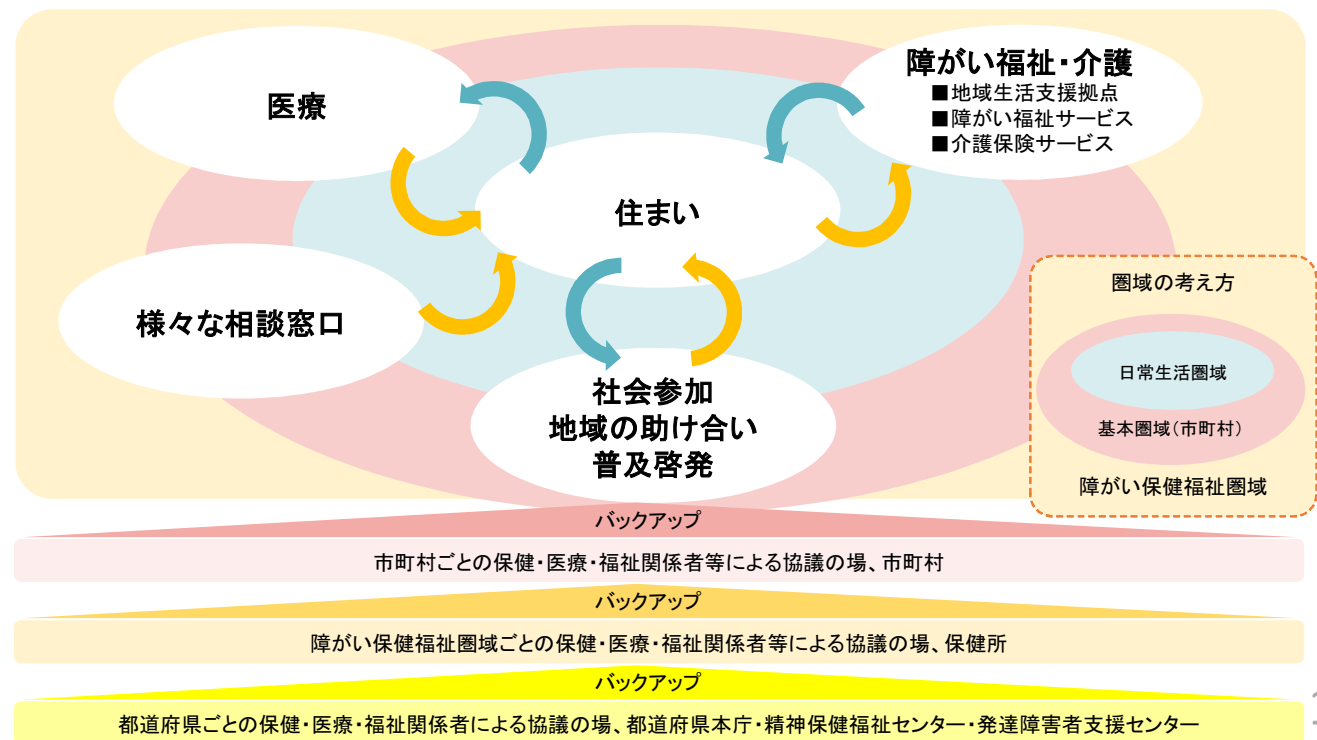 医療
障がい福祉・介護
■地域生活支援拠点
■障がい福祉サービス
■介護保険サービス
住まい
様々な相談窓口
社会参加
地域の助け合い
普及啓発
圏域の考え方
日常生活圏域
基本圏域(市町村)
障がい保健福祉圏域
バックアップ
市町村ごとの保健・医療・福祉関係者等による協議の場、市町村
バックアップ
障がい保健福祉圏域ごとの保健・医療・福祉関係者等による協議の場、保健所
バックアップ
都道府県ごとの保健・医療・福祉関係者による協議の場、都道府県本庁・精神保健福祉センター・発達障害者支援センター